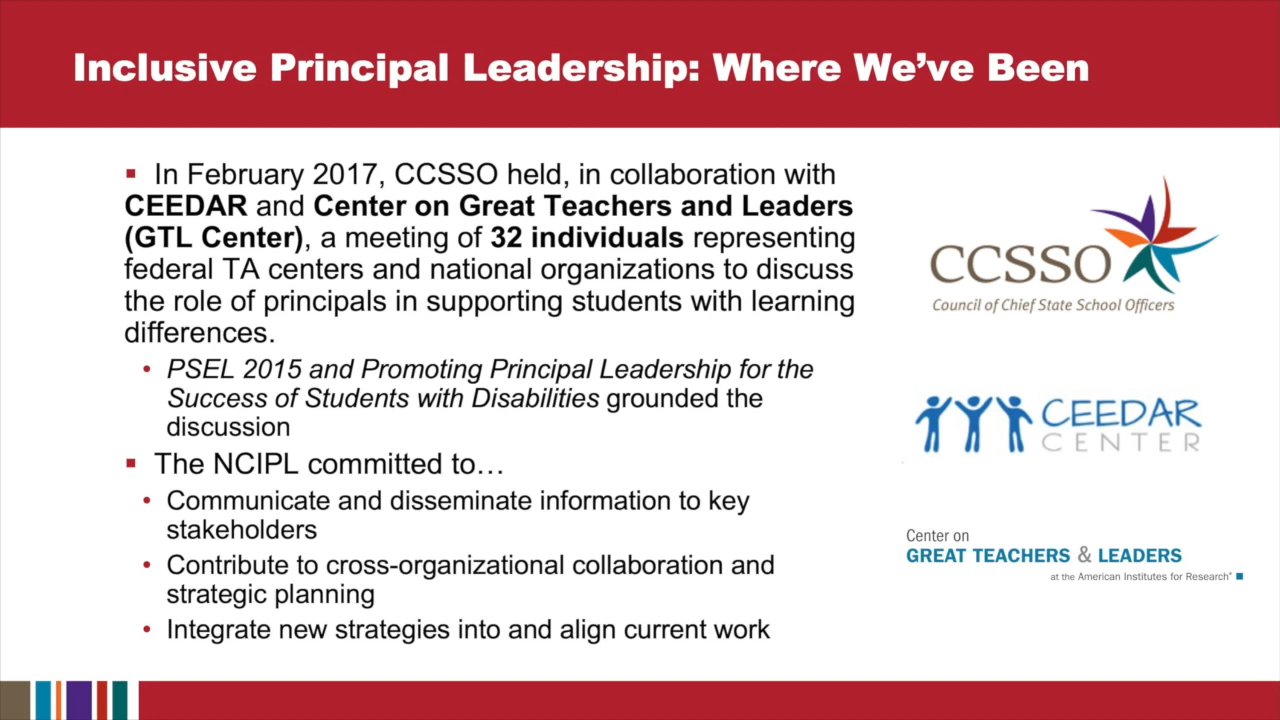 Inclusive Principal Leadership: Where We’ve Been
▪ In February 2017, CCSSO held, in collaboration with
CEEDAR and Center on Great Teachers and Leaders
(GTL Center), a meeting of 32 individuals representing
federal TA centers and national organizations to discuss
the role of principals in supporting students with learning
differences.
• PSEL 2015 and Promoting Principal Leadership for the
Success of Students with Disabilities grounded the
discussion
▪ The NCIPL committed to…
• Communicate and disseminate information to key
stakeholders
• Contribute to cross-organizational collaboration and
strategic planning
• Integrate new strategies into and align current work
CCSSO
Council of Chief State School Officers
CEEDAR
CENTER
Center on
GREAT TEACHERS & LEADERS
at the American Institutes for Research®